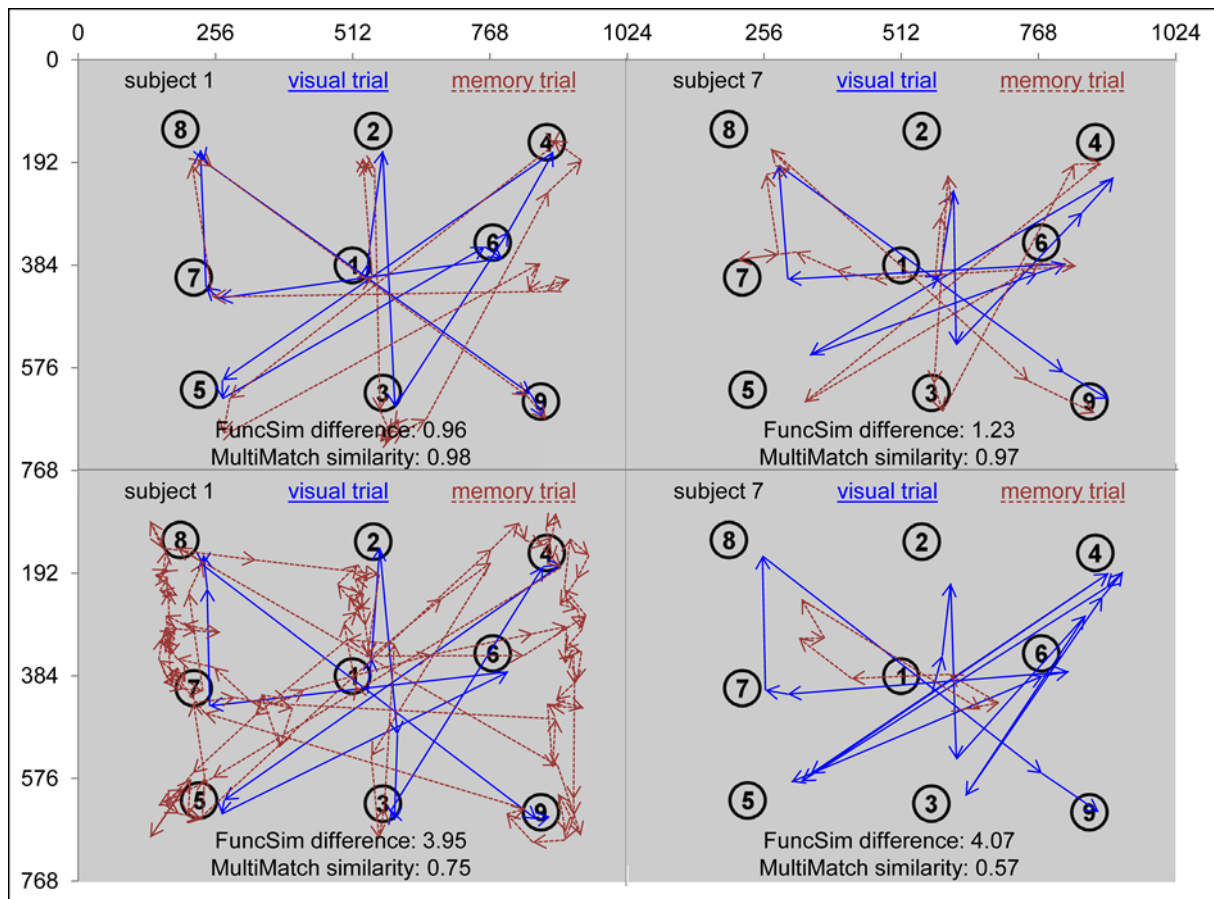 0 256 512 768 1024 256 512 768 1024
0
subject 1 visual trial memory trial
subject 7 visual trial memory trial
8 2 4
8 2 4
192
6
6
384
1
1
7
7
576
5 3 9
5 3 9
FuncSim difference: 0.96
MultiMatch similarity: 0.98
FuncSim difference: 1.23
MultiMatch similarity: 0.97
768
subject 1 visual trial memory trial
subject 7 visual trial memory trial
8 2 4
8 2 4
192
6
6
384
1
1
7
7
576
5 3 9
5 3 9
FuncSim difference: 3.95
MultiMatch similarity: 0.75
FuncSim difference: 4.07
MultiMatch similarity: 0.57
768